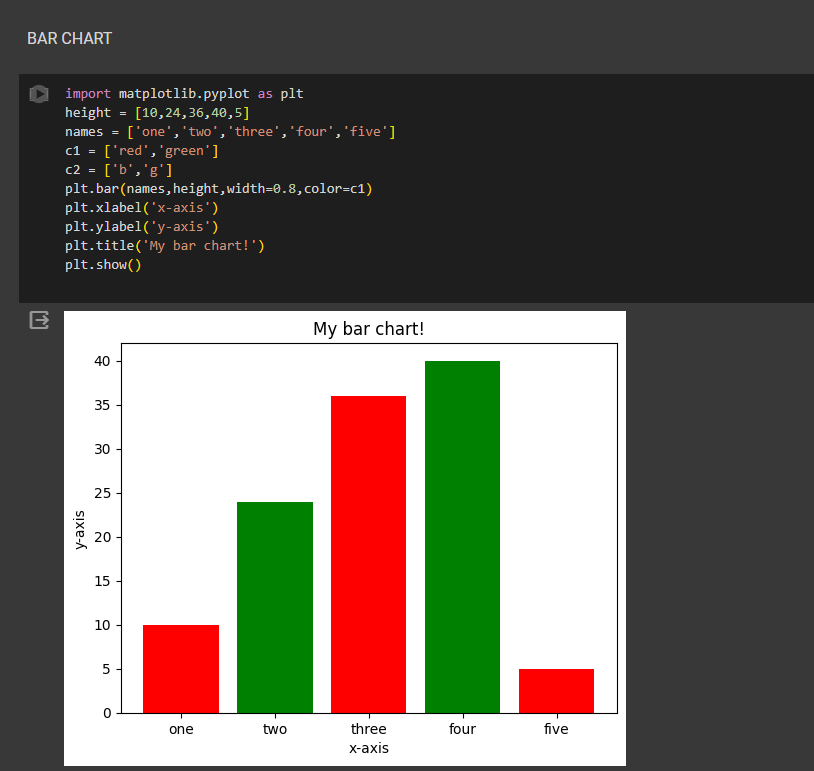 BAR CHART
import matplotlib.pyplot as plt
height = [10,24,36,40,5]
names = ['one','two','three','four','five']
c1 = ['red','green']
c2 = ['b','g']
plt.bar(names,height,width=0.8,color=c1)
plt.xlabel('x-axis')
plt.ylabel('y-axis')
plt.title('My bar chart!')
plt.show()
My bar chart!
40
35
30
25
20
15
10
5
0
y-axis
one two three four five
x-axis